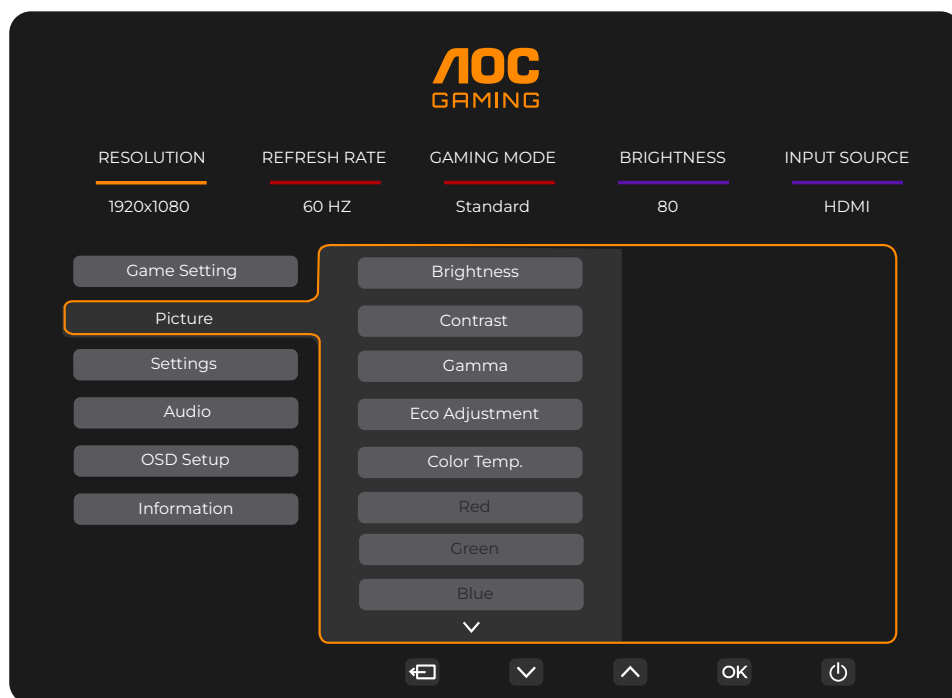 AOC
GAMING
RESOLUTION REFRESH RATE GAMING MODE BRIGHTNESS INPUT SOURCE
1920x1080 60 HZ Standard 80 HDMI
Game Setting
Picture
Settings
Audio
OSD Setup
Information
Brightness
Contrast
Gamma
Eco Adjustment
Color Temp.
Red
Green
Blue
OK